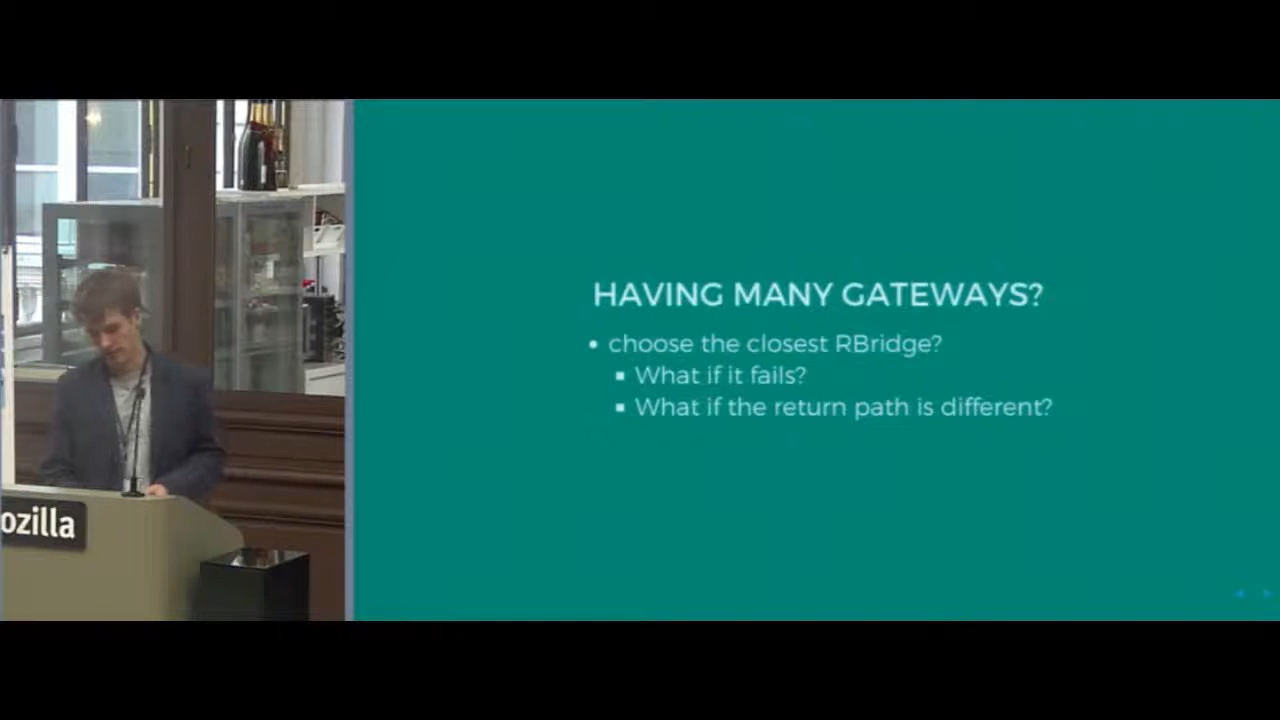 HAVING MANY GATEWAYS?
• choose the closest RBridge?
▪ What if it fails?
▪ What if the return path is different?
ozilla